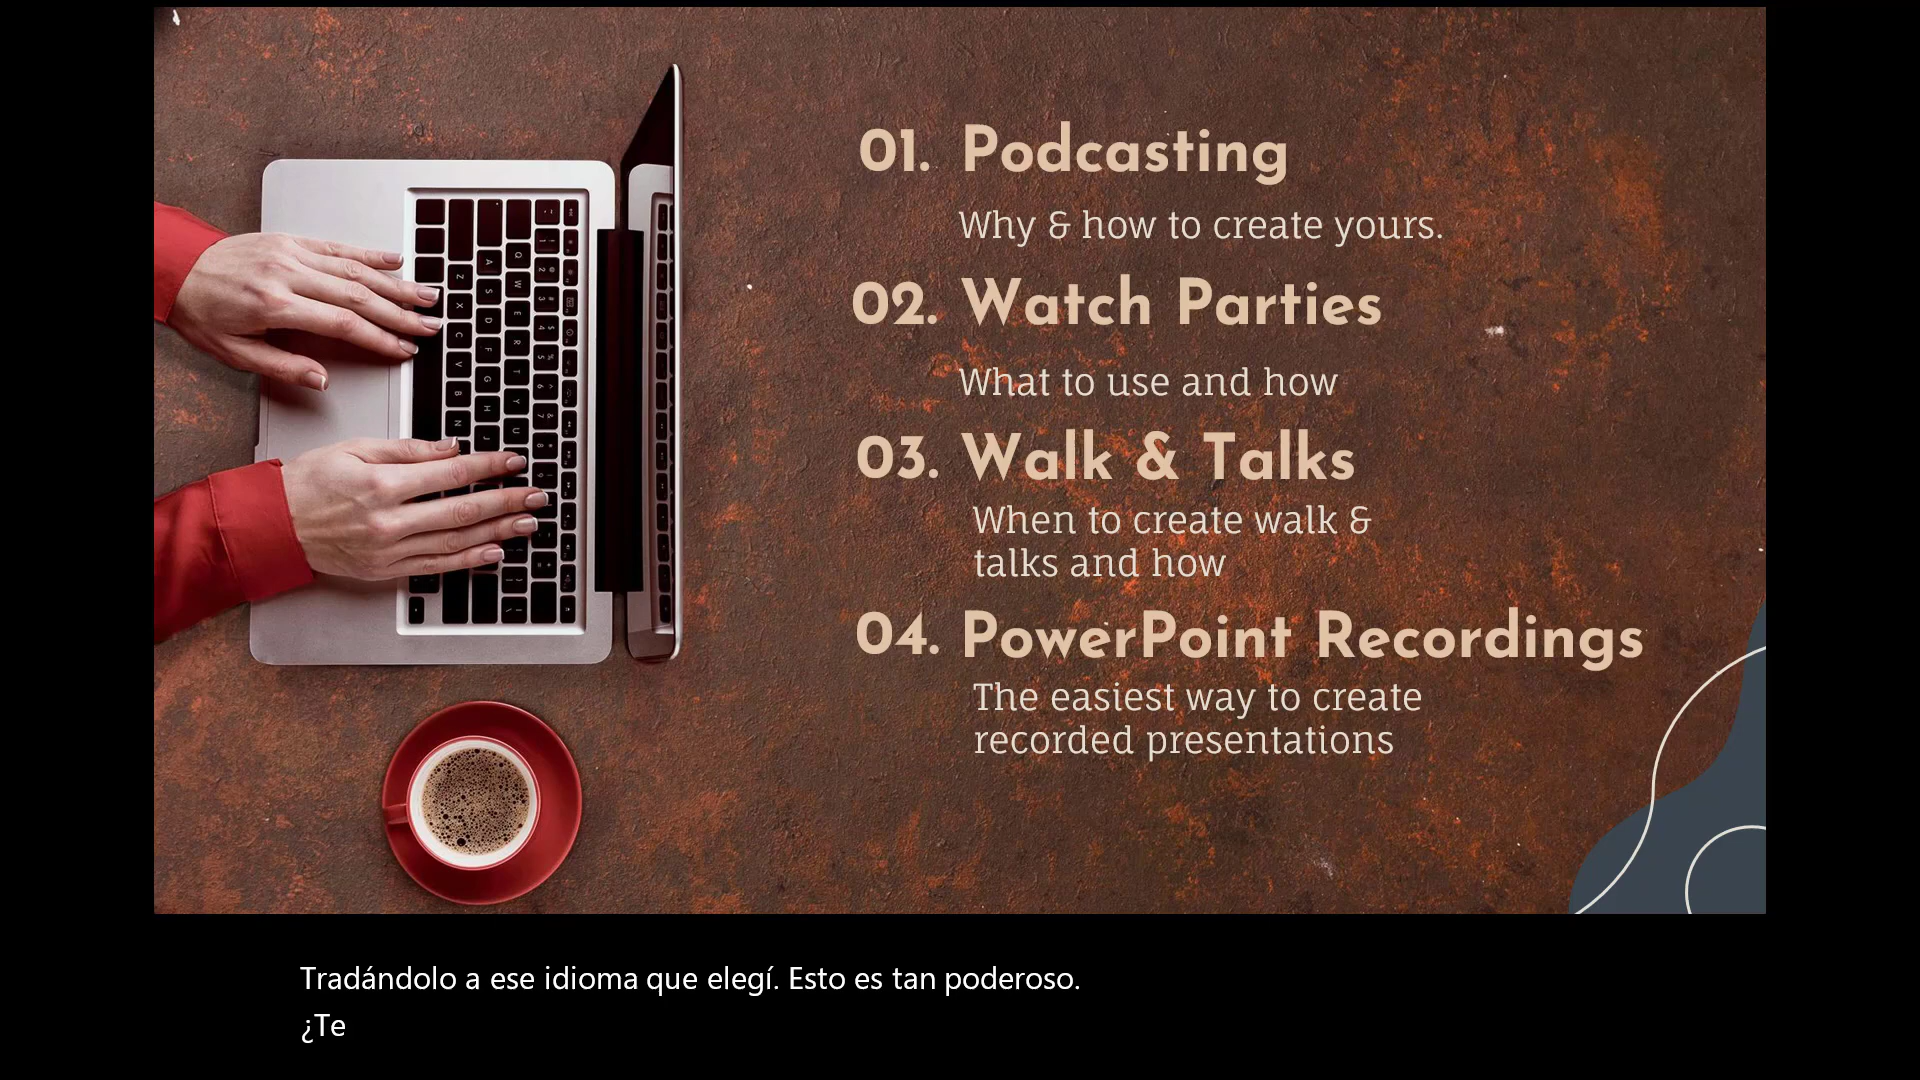 01. Podcasting
Why & how to create yours.
02. Watch Parties
What to use and how
03. Walk & Talks
When to create walk &
talks and how
04. PowerPoint Recordings
The easiest way to create
recorded presentations
Tradándolo a ese idioma que elegí. Esto es tan poderoso.
¿Te